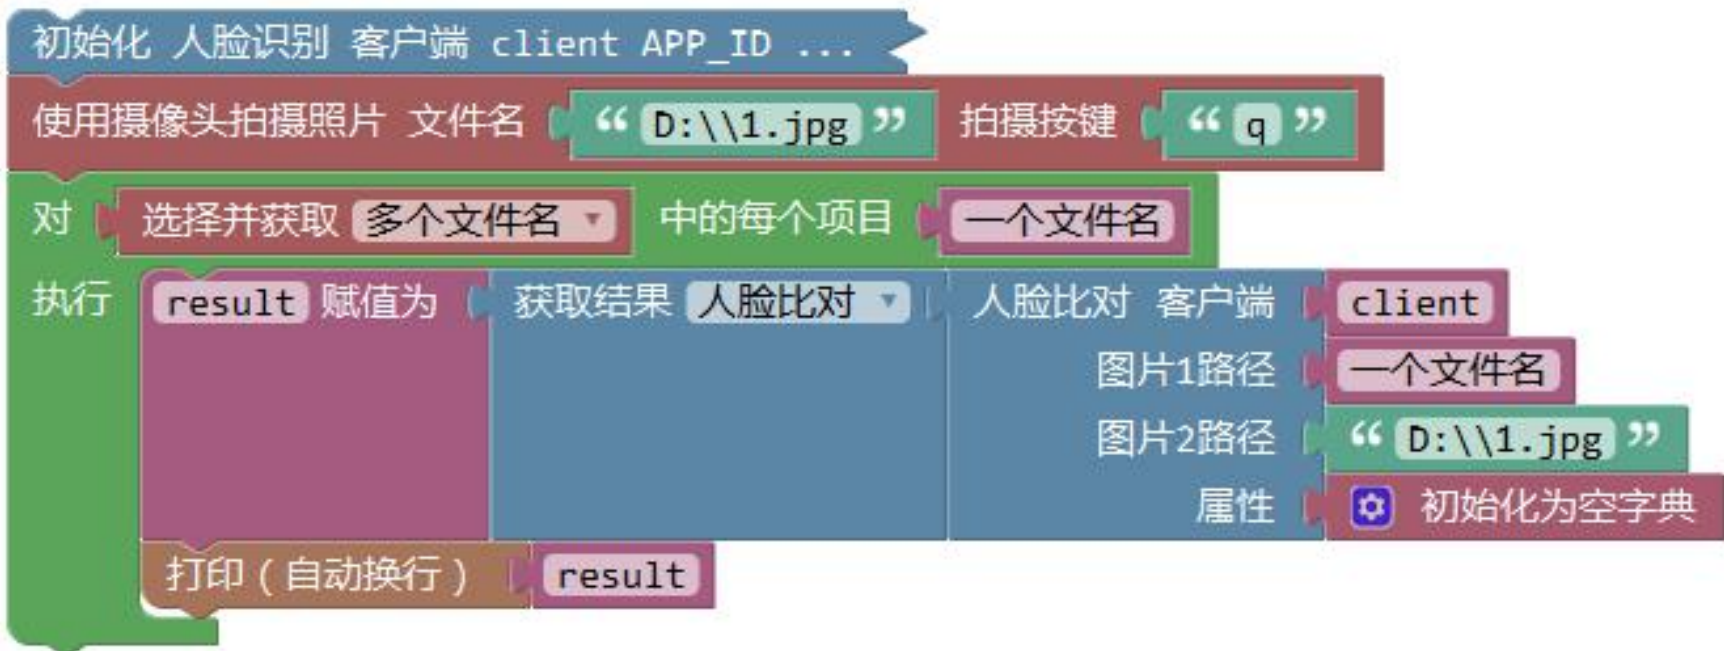 初始化 人脸识别 客户端 client APP_ID ...
使用摄像头拍摄照片 文件名 “ D:\\1.jpg ” 拍摄按键 “ q ”
对 选择并获取 多个文件名 中的每个项目 一个文件名
执行 result 赋值为 获取结果 人脸比对 人脸比对 客户端 client
图片1路径 一个文件名
图片2路径 “ D:\\1.jpg ”
属性 初始化为空字典
打印（自动换行） result